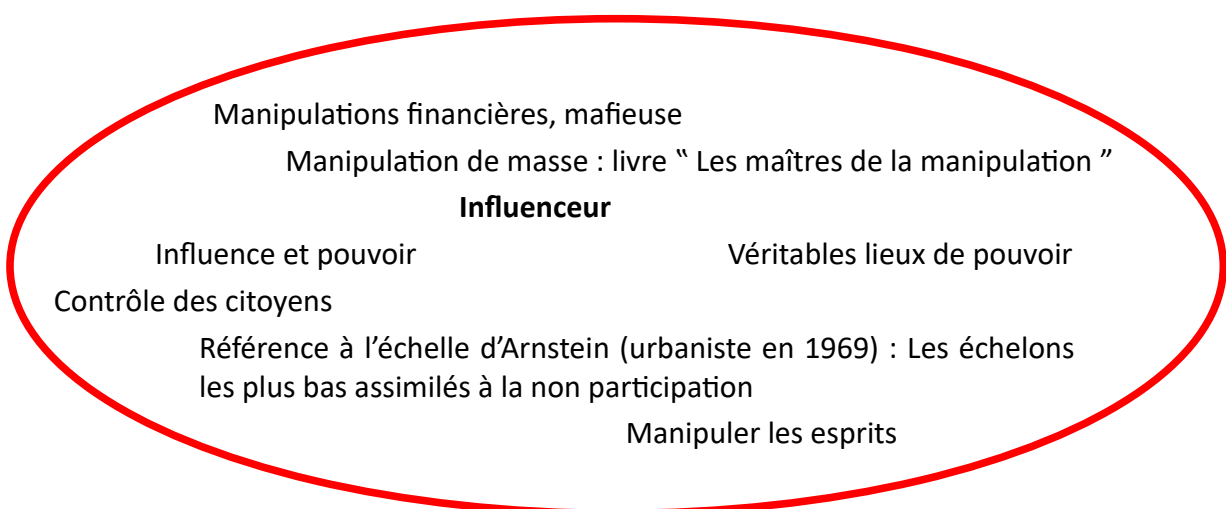 Manipulations financières, mafieuse
Manipulation de masse : livre “ Les maîtres de la manipulation ”
Influenceur
Influence et pouvoir
Véritables lieux de pouvoir
Contrôle des citoyens
Référence à l’échelle d’Arnstein (urbaniste en 1969) : Les échelons
les plus bas assimilés à la non participation
Manipuler les esprits